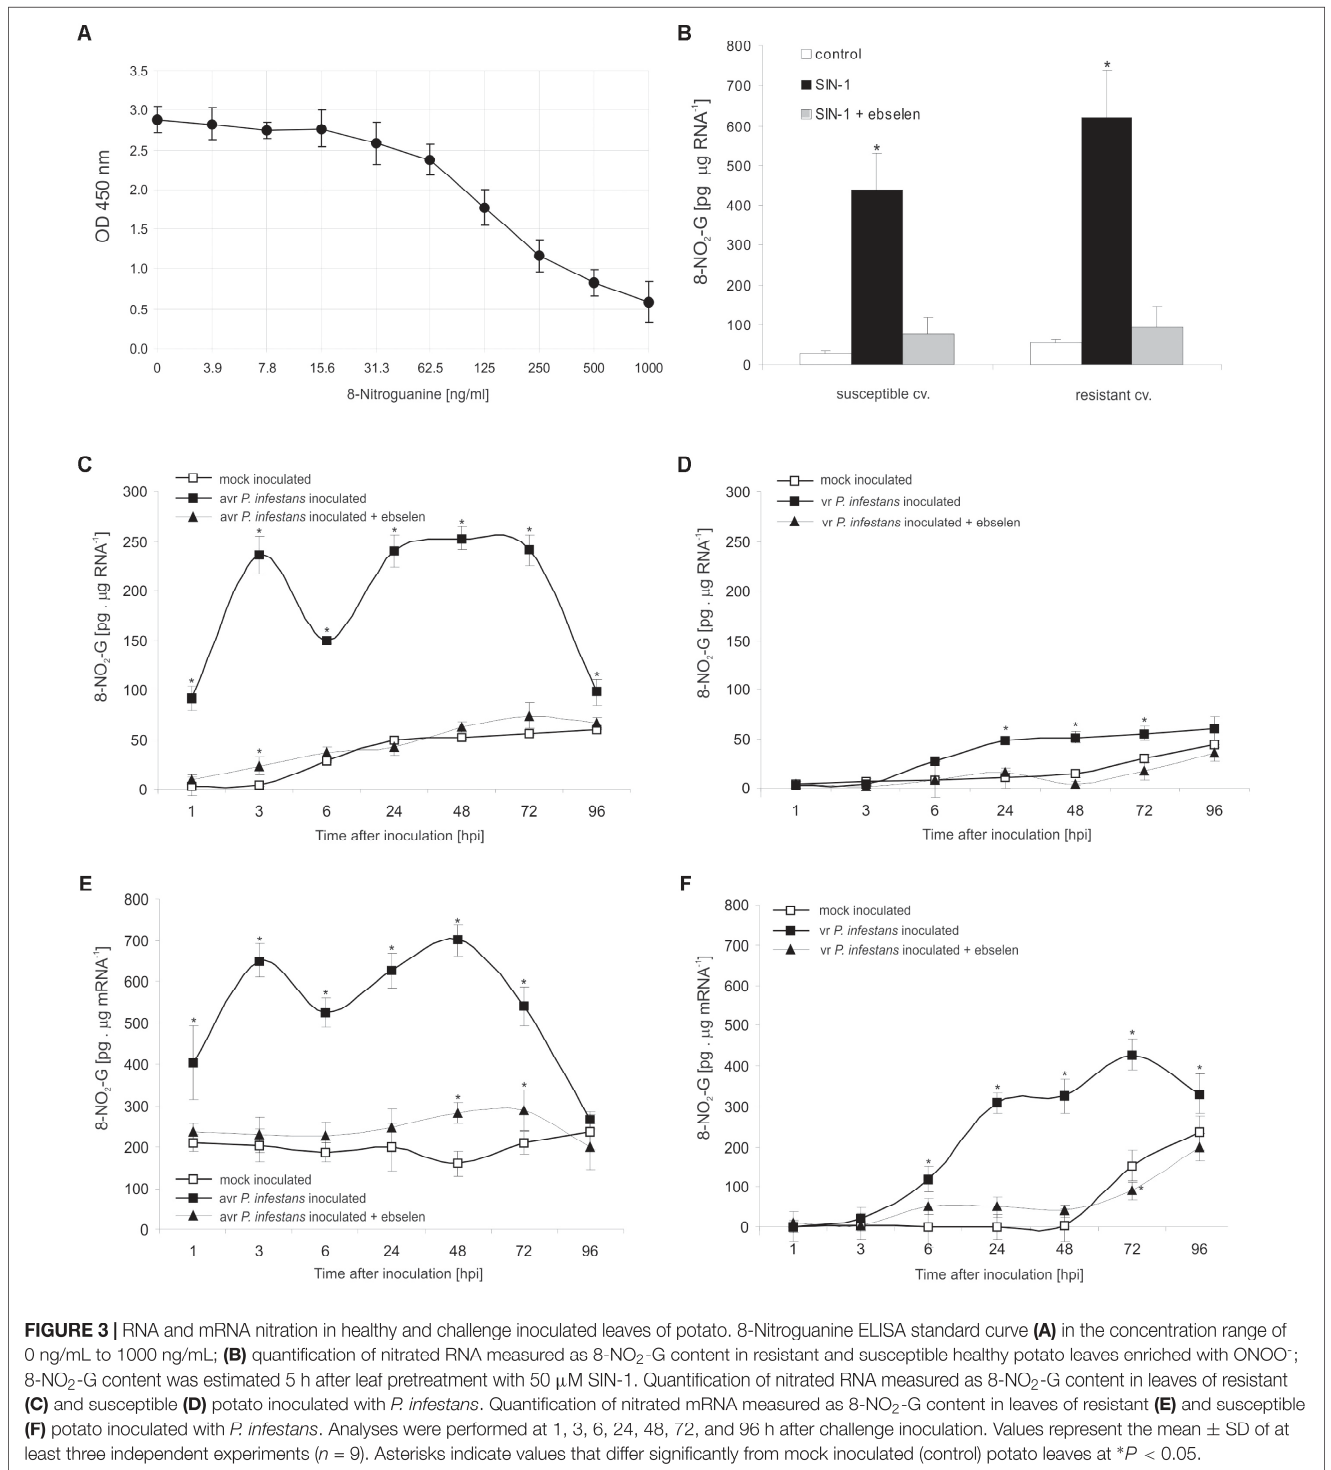 A
3.5
3.0
2.5
2.0
1.5
1.0
0.5
0.0
OD 450 nm
0 3.9 7.8 15.6 31.3 62.5 125 250 500 1000
8-Nitroguanine [ng/ml]
B
800
700
600
500
400
300
200
100
0
8-NO₂-G [pg µg RNA⁻¹]
control
SIN-1
SIN-1 + ebselen
*
*
susceptible cv. resistant cv.
C
mock inoculated
avr P. infestans inoculated
avr P. infestans inoculated + ebselen
300
250
200
150
100
50
0
8-NO₂-G [pg . µg RNA⁻¹]
* * * * * * * *
1 3 6 24 48 72 96
Time after inoculation [hpi]
D
mock inoculated
vr P. infestans inoculated
vr P. infestans inoculated + ebselen
300
250
200
150
100
50
0
8-NO₂-G [pg . µg RNA⁻¹]
* * *
1 3 6 24 48 72 96
Time after inoculation [hpi]
E
800
700
600
500
400
300
200
100
0
8-NO₂-G [pg . µg mRNA⁻¹]
* * * * * * * *
mock inoculated
avr P. infestans inoculated
avr P. infestans inoculated + ebselen
1 3 6 24 48 72 96
Time after inoculation [hpi]
F
800
700
600
500
400
300
200
100
0
8-NO₂-G [pg . µg mRNA⁻¹]
mock inoculated
vr P. infestans inoculated
vr P. infestans inoculated + ebselen
* * * * * *
1 3 6 24 48 72 96
Time after inoculation [hpi]
FIGURE 3 | RNA and mRNA nitration in healthy and challenge inoculated leaves of potato. 8-Nitroguanine ELISA standard curve (A) in the concentration range of
0 ng/mL to 1000 ng/mL; (B) quantification of nitrated RNA measured as 8-NO₂-G content in resistant and susceptible healthy potato leaves enriched with ONOO⁻;
8-NO₂-G content was estimated 5 h after leaf pretreatment with 50 µM SIN-1. Quantification of nitrated RNA measured as 8-NO₂-G content in leaves of resistant
(C) and susceptible (D) potato inoculated with P. infestans. Quantification of nitrated mRNA measured as 8-NO₂-G content in leaves of resistant (E) and susceptible
(F) potato inoculated with P. infestans. Analyses were performed at 1, 3, 6, 24, 48, 72, and 96 h after challenge inoculation. Values represent the mean ± SD of at
least three independent experiments (n = 9). Asterisks indicate values that differ significantly from mock inoculated (control) potato leaves at *P < 0.05.